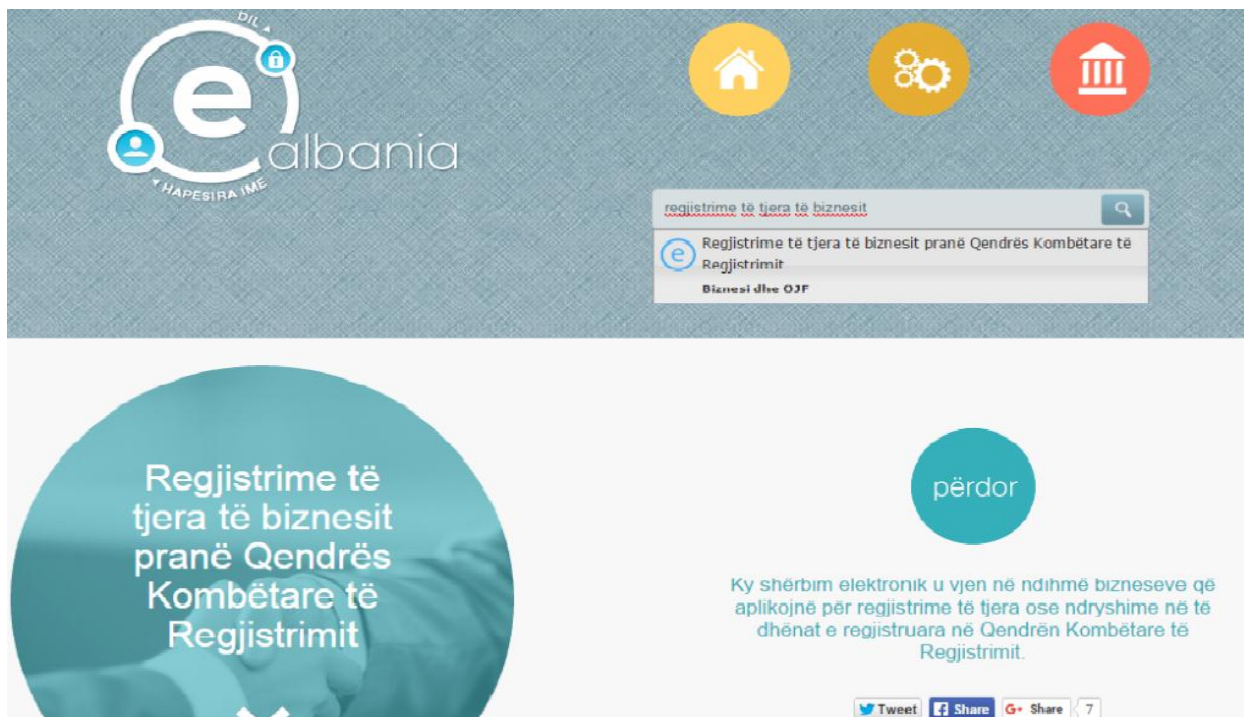 DIL
e
albania
HAPESIRA IME
regjistrime të tjera të biznesit
e
Regjistrime të tjera të biznesit pranë Qendrës Kombëtare të
Regjistrimit
Biznesi dhe OJF
Regjistrime të
tjera të biznesit
pranë Qendrës
Kombëtare të
Regjistrimit
përdor
Ky shërbim elektronik u vjen në ndihmë bizneseve që
aplikojnë për regjistrime të tjera ose ndryshime në të
dhënat e regjistruara në Qendrën Kombëtare të
Regjistrimit.
Tweet f Share G+ Share 7